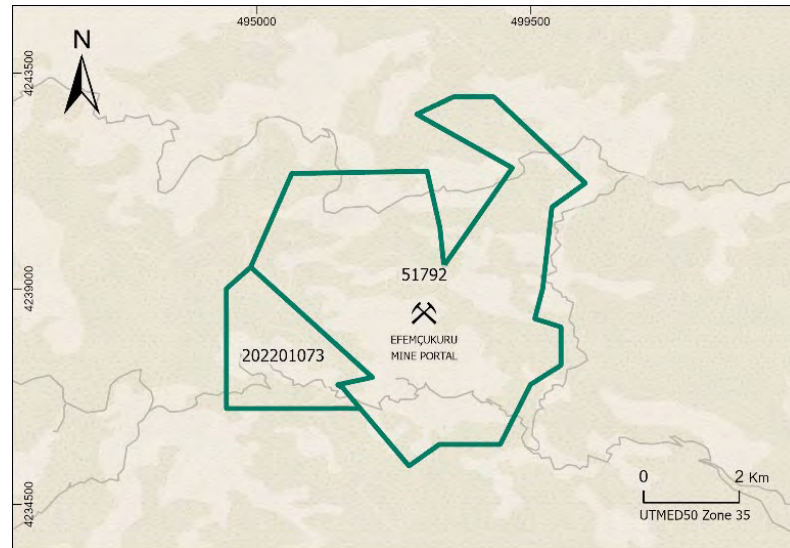 495000
499500
N
4243500
4239000
4234500
51792
EFEMÇUKURU
MINE PORTAL
202201073
0 2 Km
UTMED50 Zone 35